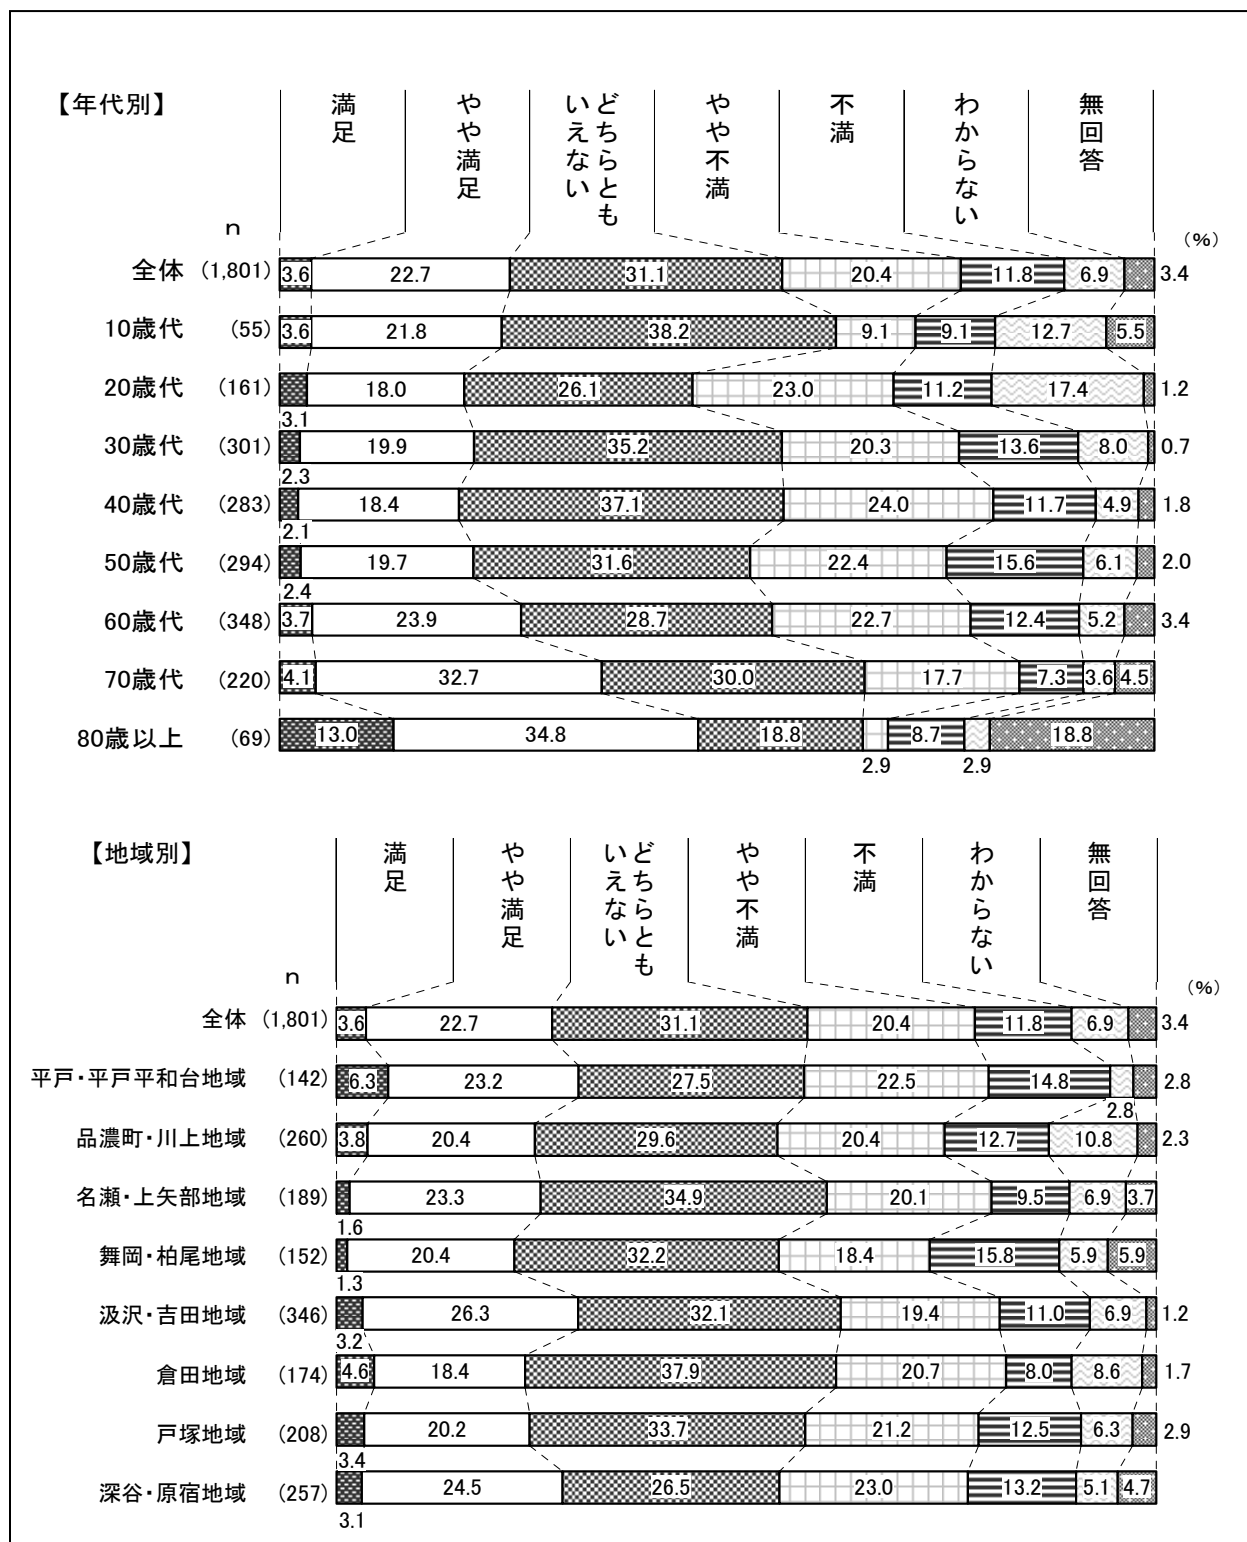 【年代別】
満足
やや満足
どちらとも
いえない
やや不満
不満
わからない
無回答
n
(%)
全体 (1,801) 3.6 22.7 31.1 20.4 11.8 6.9 3.4
10歳代 (55) 3.6 21.8 38.2 9.1 9.1 12.7 5.5
20歳代 (161) 18.0 26.1 23.0 11.2 17.4 1.2
3.1
30歳代 (301) 19.9 35.2 20.3 13.6 8.0 0.7
2.3
40歳代 (283) 18.4 37.1 24.0 11.7 4.9 1.8
2.1
50歳代 (294) 19.7 31.6 22.4 15.6 6.1 2.0
2.4
60歳代 (348) 3.7 23.9 28.7 22.7 12.4 5.2 3.4
70歳代 (220) 4.1 32.7 30.0 17.7 7.3 3.6 4.5
80歳以上 (69) 13.0 34.8 18.8 8.7 18.8
2.9 2.9
【地域別】
満足
やや満足
どちらとも
いえない
やや不満
不満
わからない
無回答
n
(%)
全体 (1,801) 3.6 22.7 31.1 20.4 11.8 6.9 3.4
平戸・平戸平和台地域 (142) 6.3 23.2 27.5 22.5 14.8 2.8
2.8
品濃町・川上地域 (260) 3.8 20.4 29.6 20.4 12.7 10.8 2.3
名瀬・上矢部地域 (189) 23.3 34.9 20.1 9.5 6.9 3.7
1.6
舞岡・柏尾地域 (152) 20.4 32.2 18.4 15.8 5.9 5.9
1.3
汲沢・吉田地域 (346) 26.3 32.1 19.4 11.0 6.9 1.2
3.2
倉田地域 (174) 4.6 18.4 37.9 20.7 8.0 8.6 1.7
戸塚地域 (208) 20.2 33.7 21.2 12.5 6.3 2.9
3.4
深谷・原宿地域 (257) 24.5 26.5 23.0 13.2 5.1 4.7
3.1